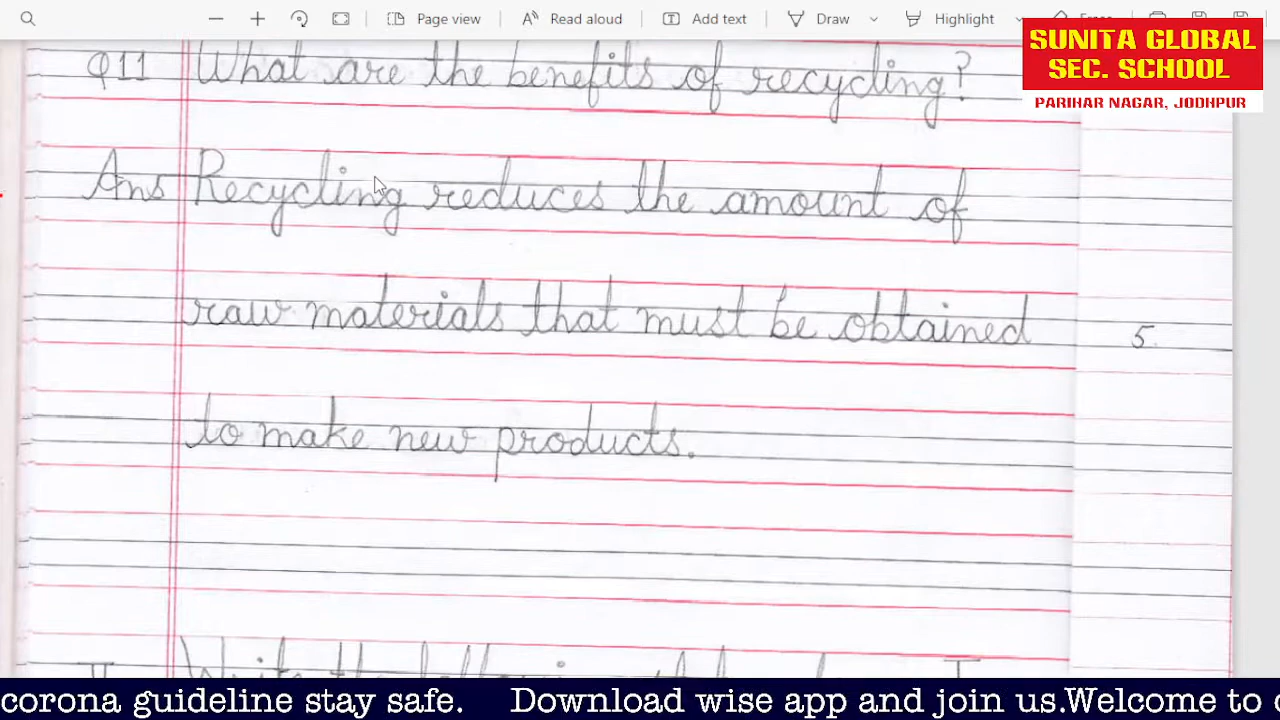 Page view
Read aloud
Add text
Draw
Highlight
SUNITA GLOBAL
SEC. SCHOOL
PARIHAR NAGAR, JODHPUR
Q11 What are the benefits of recycling?
Ans Recycling reduces the amount of
raw materials that must be obtained
5
to make new products.
corona guideline stay safe. Download wise app and join us.Welcome to